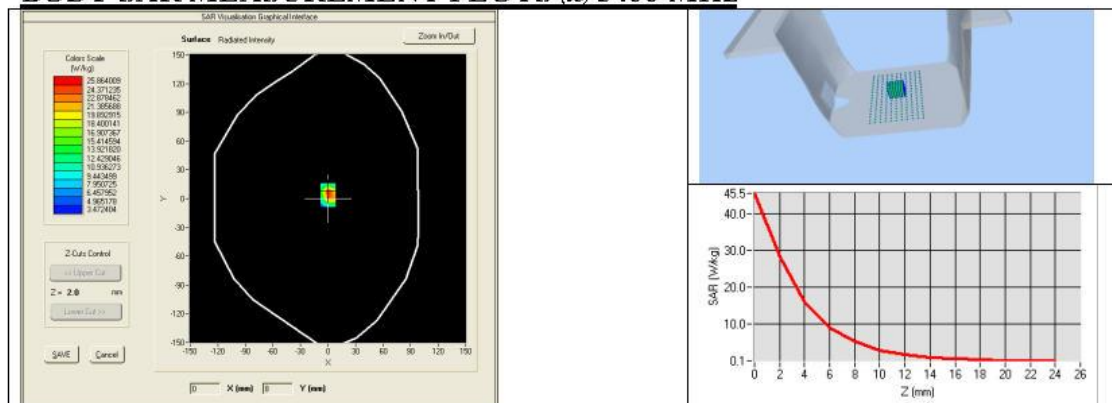 SAR Visualisation Graphical Interface
Surface Radiated Intensity
Zoom In/Out
Colors Scale
(W/kg)
25.864009
24.371235
22.878462
21.385688
19.892915
18.400141
16.907367
15.414594
13.921820
12.429046
10.936273
9.443499
7.950725
6.457952
4.965178
3.472404
Z-Cuts Control
<< Upper Cut
Z = 2.0 mm
Lower Cut >>
SAVE Cancel
150
120
90
60
30
0
-30
-60
-90
-120
-150
Y
-150 -120 -90 -60 -30 0 30 60 90 120 150
X
0 X (mm) 8 Y (mm)
SAR (W/kg)
45.5
40.0
30.0
20.0
10.0
0.1
0 2 4 6 8 10 12 14 16 18 20 22 24 26
Z (mm)